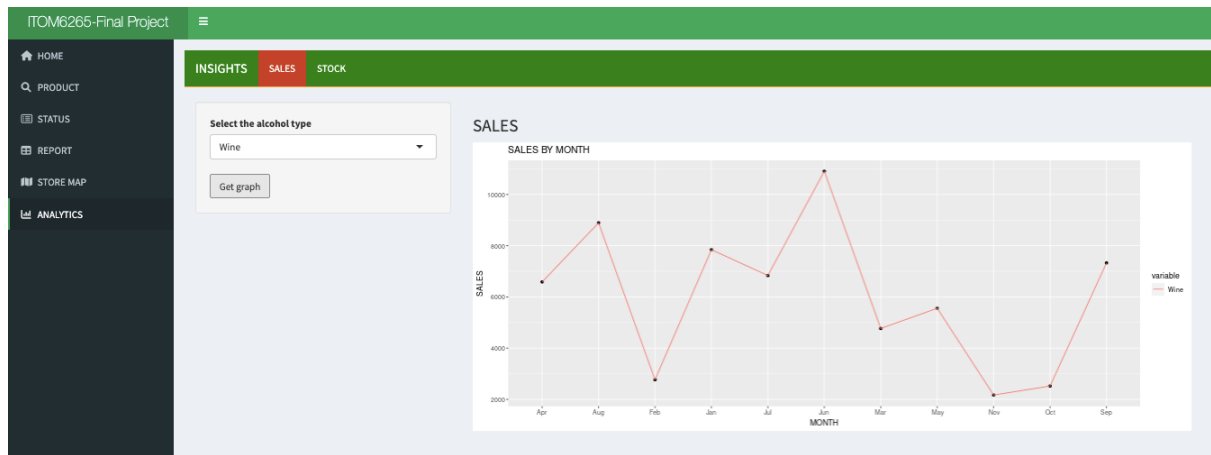 ITOM6265-Final Project
HOME
PRODUCT
STATUS
REPORT
STORE MAP
ANALYTICS
INSIGHTS SALES STOCK
Select the alcohol type
Wine
Get graph
SALES
SALES BY MONTH
10000
8000
6000
4000
2000
SALES
Apr Aug Feb Jan Jul Jun Mar May Nov Oct Sep
MONTH
variable
Wine